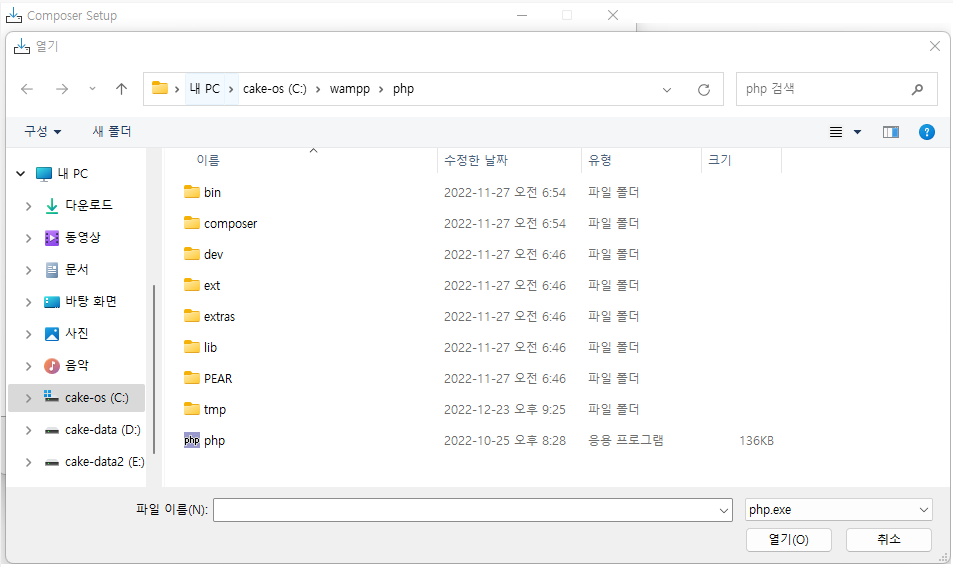 Composer Setup
열기
내 PC > cake-os (C:) > wampp > php
php 검색
구성
새 폴더
이름 수정한 날짜 유형 크기
내 PC
다운로드
동영상
문서
바탕 화면
사진
음악
cake-os (C:)
cake-data (D:)
cake-data2 (E:)
bin 2022-11-27 오전 6:54 파일 폴더
composer 2022-11-27 오전 6:54 파일 폴더
dev 2022-11-27 오전 6:46 파일 폴더
ext 2022-11-27 오전 6:46 파일 폴더
extras 2022-11-27 오전 6:46 파일 폴더
lib 2022-11-27 오전 6:46 파일 폴더
PEAR 2022-11-27 오전 6:46 파일 폴더
tmp 2022-12-23 오후 9:25 파일 폴더
php php 2022-10-25 오후 8:28 응용 프로그램 136KB
파일 이름(N):
php.exe
열기(O)
취소